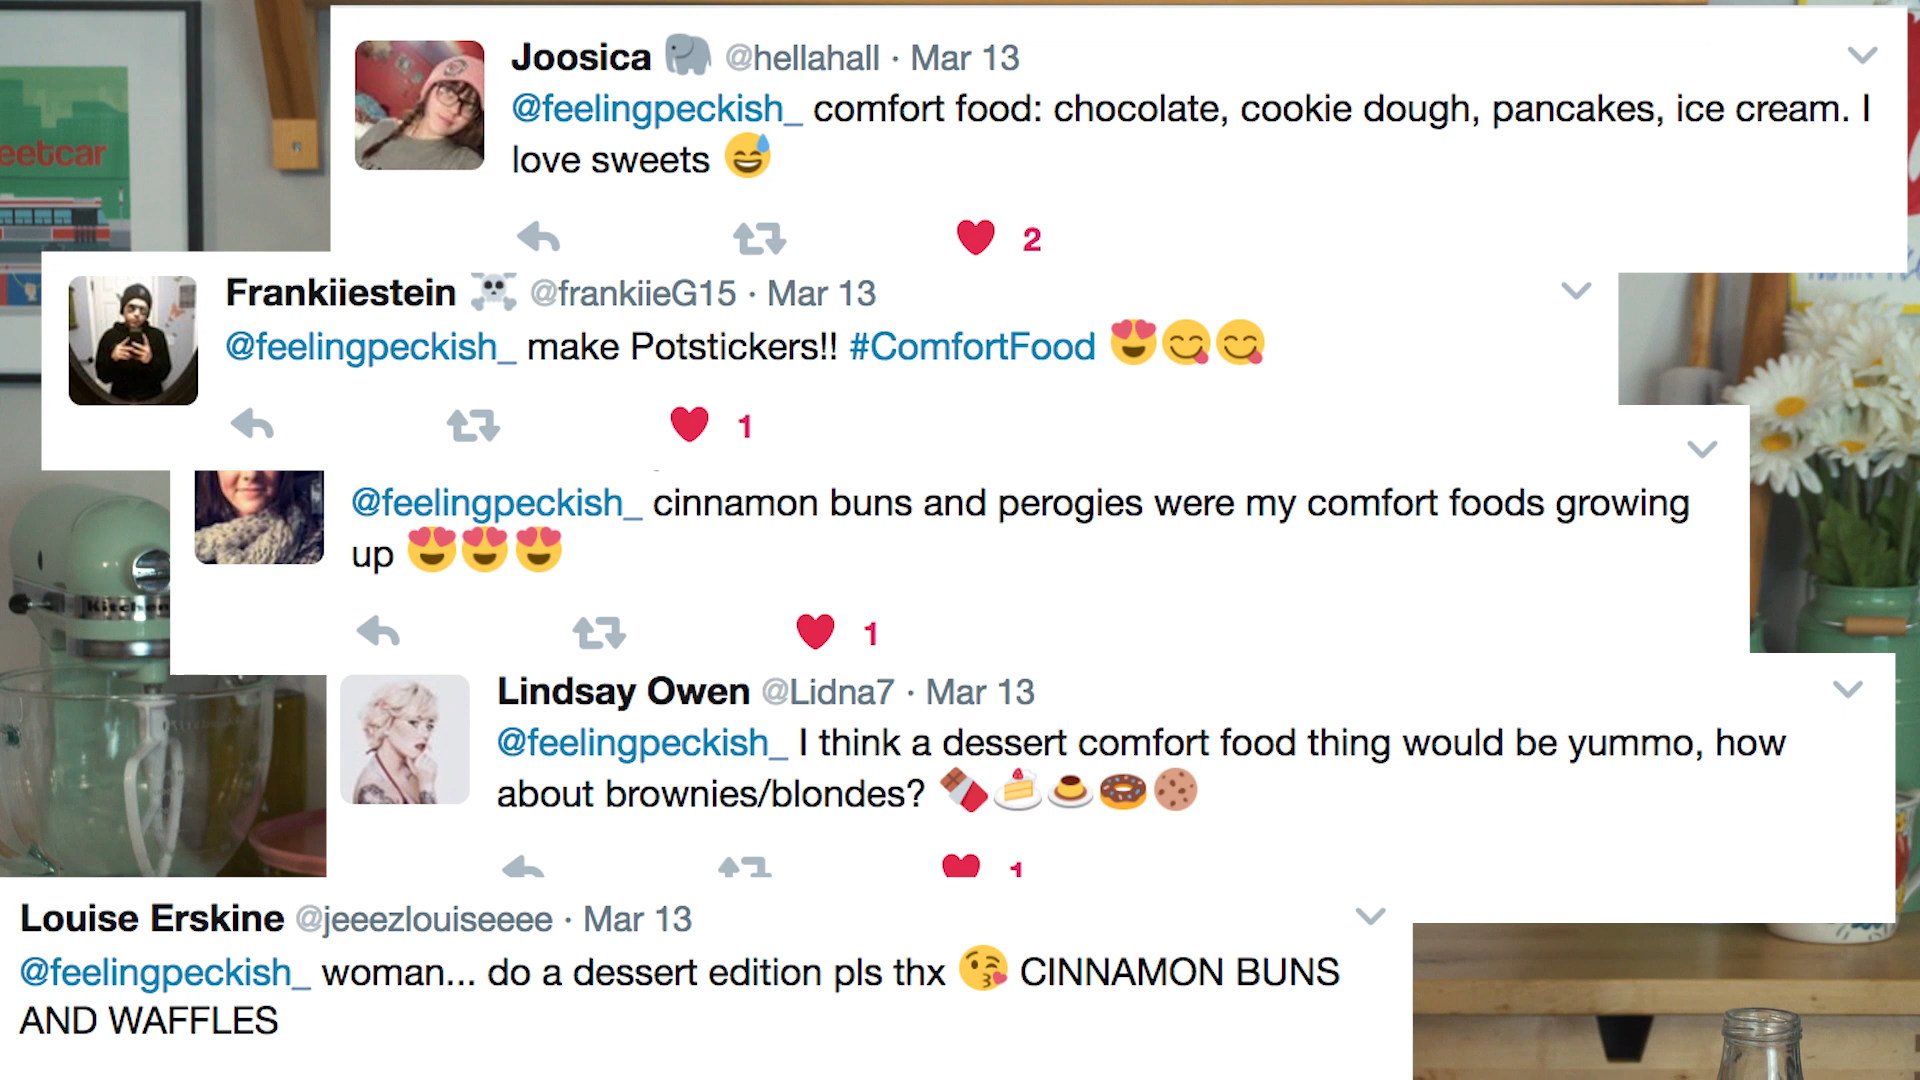 Joosica 🐘 @hellahall · Mar 13
@feelingpeckish_ comfort food: chocolate, cookie dough, pancakes, ice cream. I
love sweets 😅
2
eetcar
Frankiiestein ☠️ @frankiieG15 · Mar 13
@feelingpeckish_ make Potstickers!! #ComfortFood 😍😋😋
1
@feelingpeckish_ cinnamon buns and perogies were my comfort foods growing
up 😍😍😍
1
Kitchen
Lindsay Owen @Lidna7 · Mar 13
@feelingpeckish_ I think a dessert comfort food thing would be yummo, how
about brownies/blondes? 🍫🍰🍮🍩🍪
1
Louise Erskine @jeeezlouiseeee · Mar 13
@feelingpeckish_ woman... do a dessert edition pls thx 😘 CINNAMON BUNS
AND WAFFLES